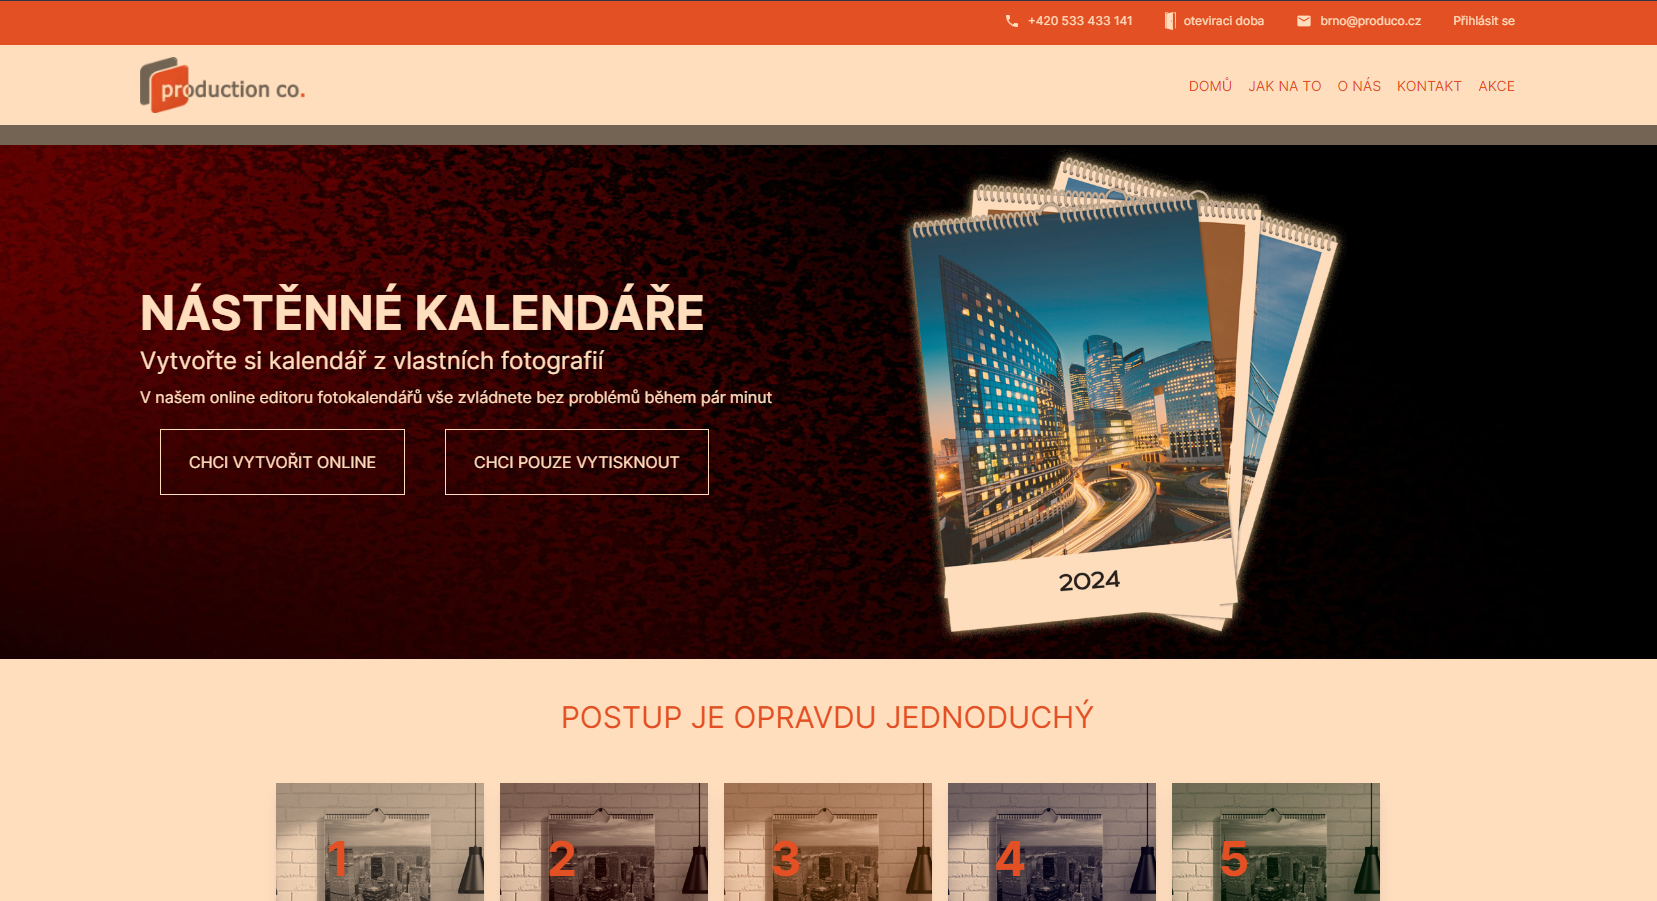 +420 533 433 141 oteviraci doba brno@produco.cz Přihlásit se
production co.
DOMŮ JAK NA TO O NÁS KONTAKT AKCE
NÁSTĚNNÉ KALENDÁŘE
Vytvořte si kalendář z vlastních fotografií
V našem online editoru fotokalendářů vše zvládnete bez problémů během pár minut
CHCI VYTVOŘIT ONLINE CHCI POUZE VYTISKNOUT
2024
POSTUP JE OPRAVDU JEDNODUCHÝ
1 2 3 4 5